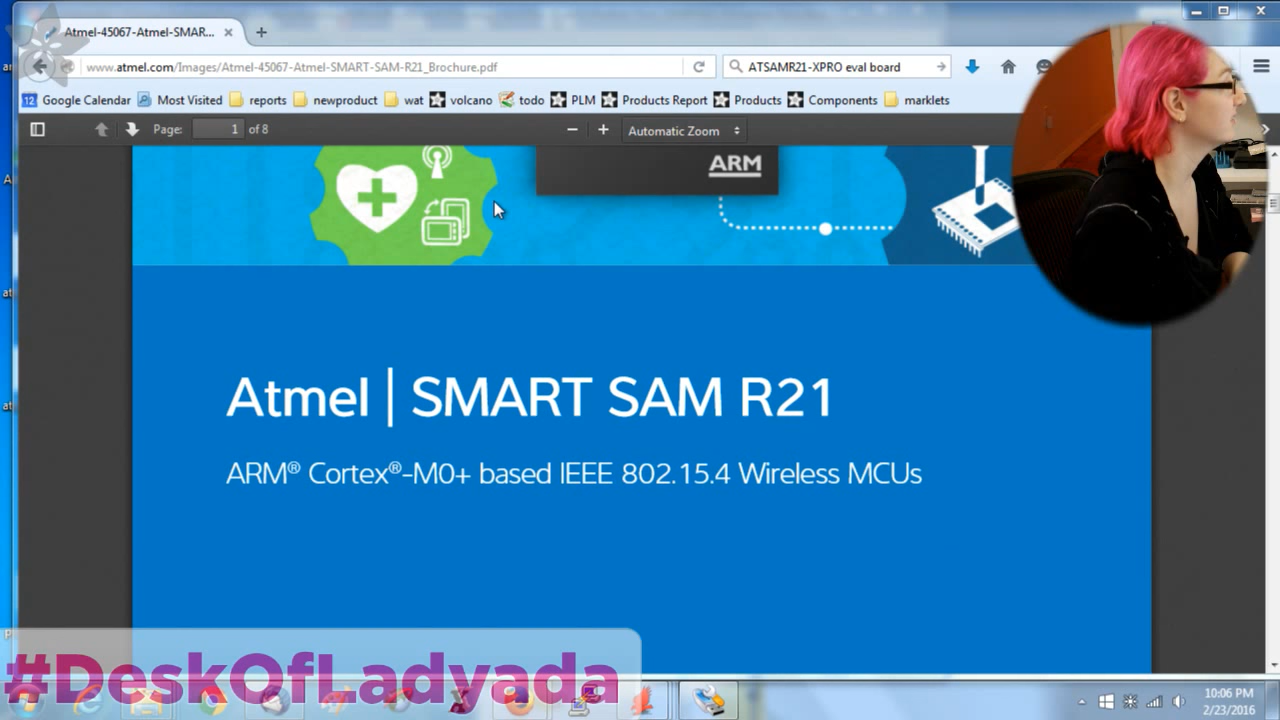 Atmel-45067-Atmel-SMAR...
www.atmel.com/Images/Atmel-45067-Atmel-SMART-SAM-R21_Brochure.pdf
ATSAMR21-XPRO eval board
12 Google Calendar Most Visited reports newproduct wat volcano todo PLM Products Report Products Components marklets
Page: 1 of 8
Automatic Zoom
ARM
Atmel | SMART SAM R21
ARM® Cortex®-M0+ based IEEE 802.15.4 Wireless MCUs
#DeskOfLadyada
10:06 PM
2/23/2016